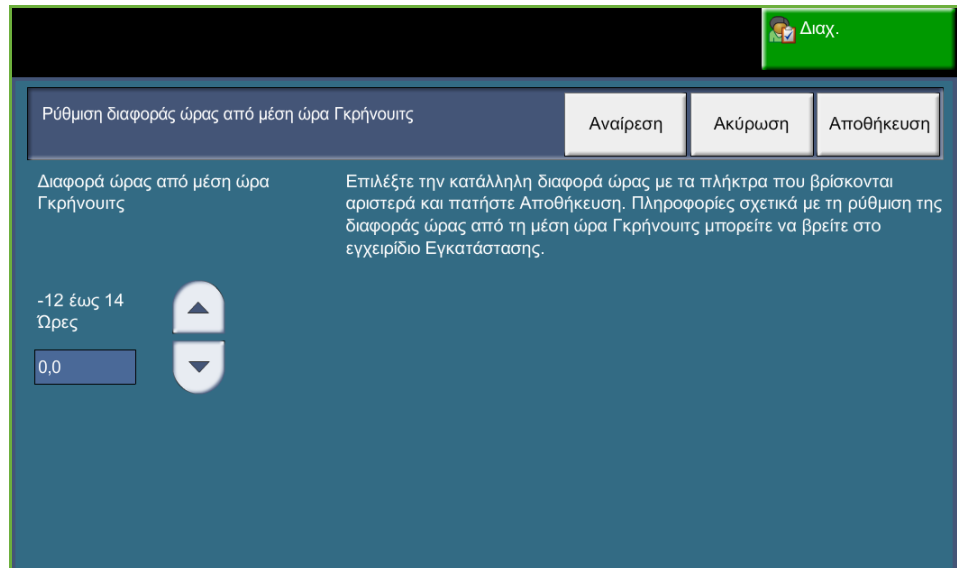 Διαχ.
Ρύθμιση διαφοράς ώρας από μέση ώρα Γκρήνουιτς
Αναίρεση
Ακύρωση
Αποθήκευση
Διαφορά ώρας από μέση ώρα
Γκρήνουιτς
Επιλέξτε την κατάλληλη διαφορά ώρας με τα πλήκτρα που βρίσκονται
αριστερά και πατήστε Αποθήκευση. Πληροφορίες σχετικά με τη ρύθμιση της
διαφοράς ώρας από τη μέση ώρα Γκρήνουιτς μπορείτε να βρείτε στο
εγχειρίδιο Εγκατάστασης.
-12 έως 14
Ώρες
0,0